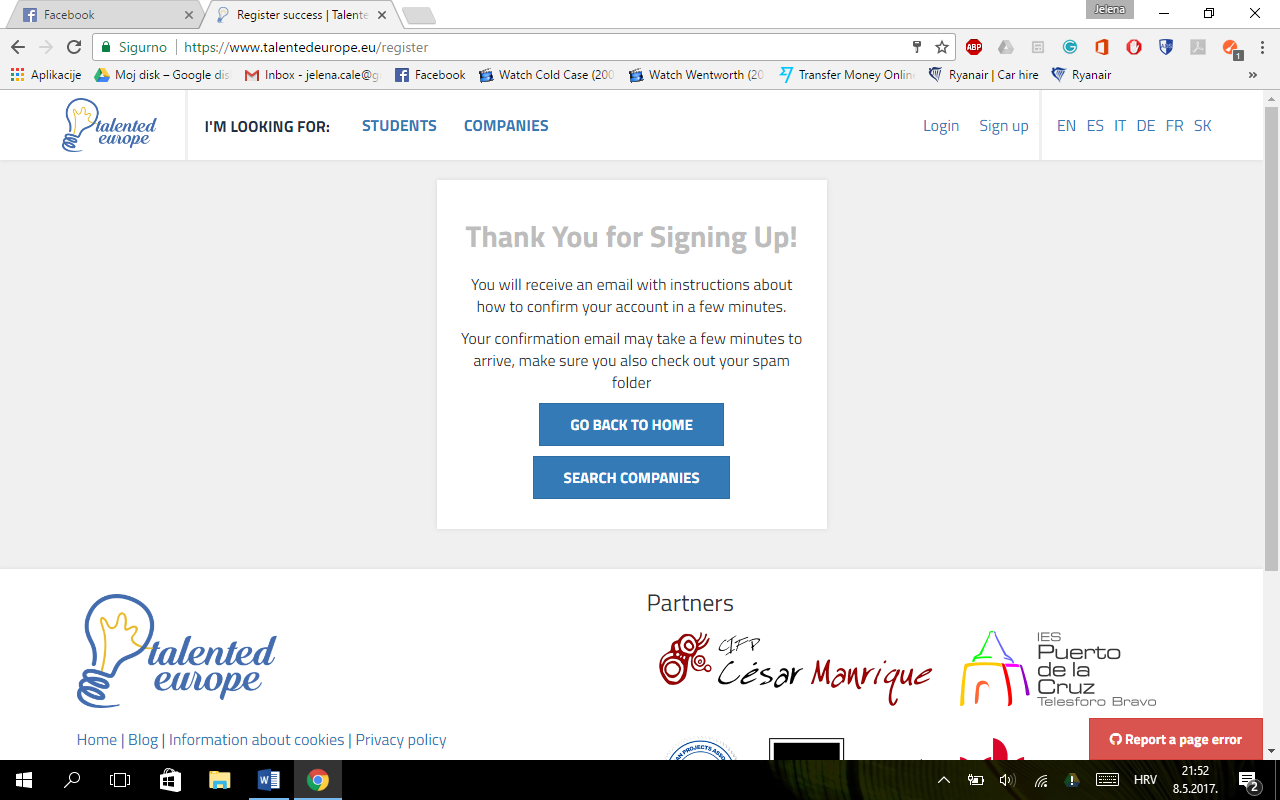 Facebook
Register success | Talente
Jelena
Sigurno
https://www.talentedeurope.eu/register
ABP
1
Aplikacije
Moj disk – Google dis
Inbox - jelena.cale@g
Facebook
Watch Cold Case (200
Watch Wentworth (20
Transfer Money Onlin
Ryanair | Car hire
Ryanair
»
talented
europe
I'M LOOKING FOR:
STUDENTS
COMPANIES
Login
Sign up
EN ES IT DE FR SK
Thank You for Signing Up!
You will receive an email with instructions about
how to confirm your account in a few minutes.
Your confirmation email may take a few minutes to
arrive, make sure you also check out your spam
folder
GO BACK TO HOME
SEARCH COMPANIES
talented
europe
Home | Blog | Information about cookies | Privacy policy
Partners
CIFP
César Manrique
IES
Puerto
de la
Cruz
Telesforo Bravo
PROJECTS
Report a page error
HRV
21:52
8.5.2017.
2